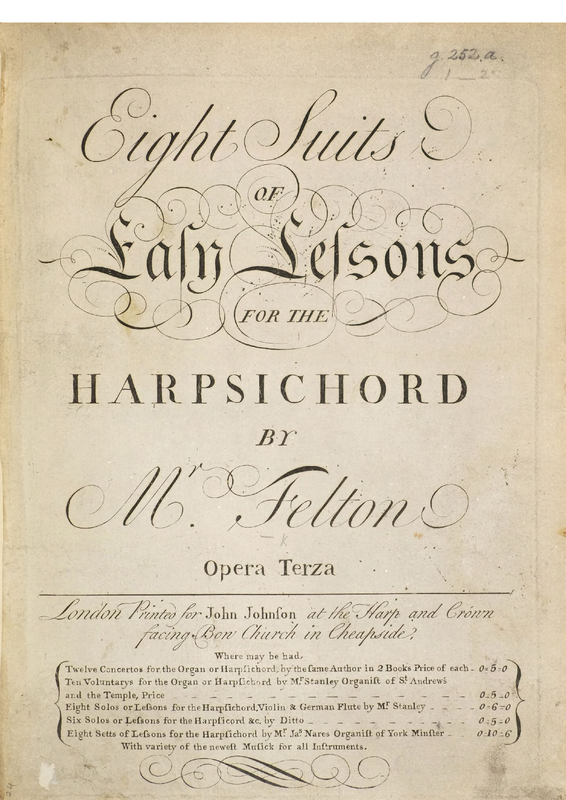 g. 252.a.
1 — 2
Eight Suits
OF
Eaſy Leſsons
FOR THE
HARPSICHORD
BY
Mr. Felton
Opera Terza
London Printed for John Johnſon at the Harp and Crown
facing Bow Church in Cheapside.
Where may be had.
Twelve Concertos for the Organ or Harpſichord, by the ſame Author in 2 Books Price of each - 0=5=0
Ten Voluntarys for the Organ or Harpſichord by Mr. Stanley Organiſt of St. Andrews
and the Temple, Price - - - 0=5=0
Eight Solos or Leſsons for the Harpſichord, Violin & German Flute by Mr. Stanley - - - 0=6=0
Six Solos or Leſsons for the Harpſicord &c. by Ditto - - - 0=5=0
Eight Setts of Leſsons for the Harpſichord by Mr. Jas. Nares Organiſt of York Minſter - 0=10=6
With variety of the neweſt Muſick for all Inſtruments.